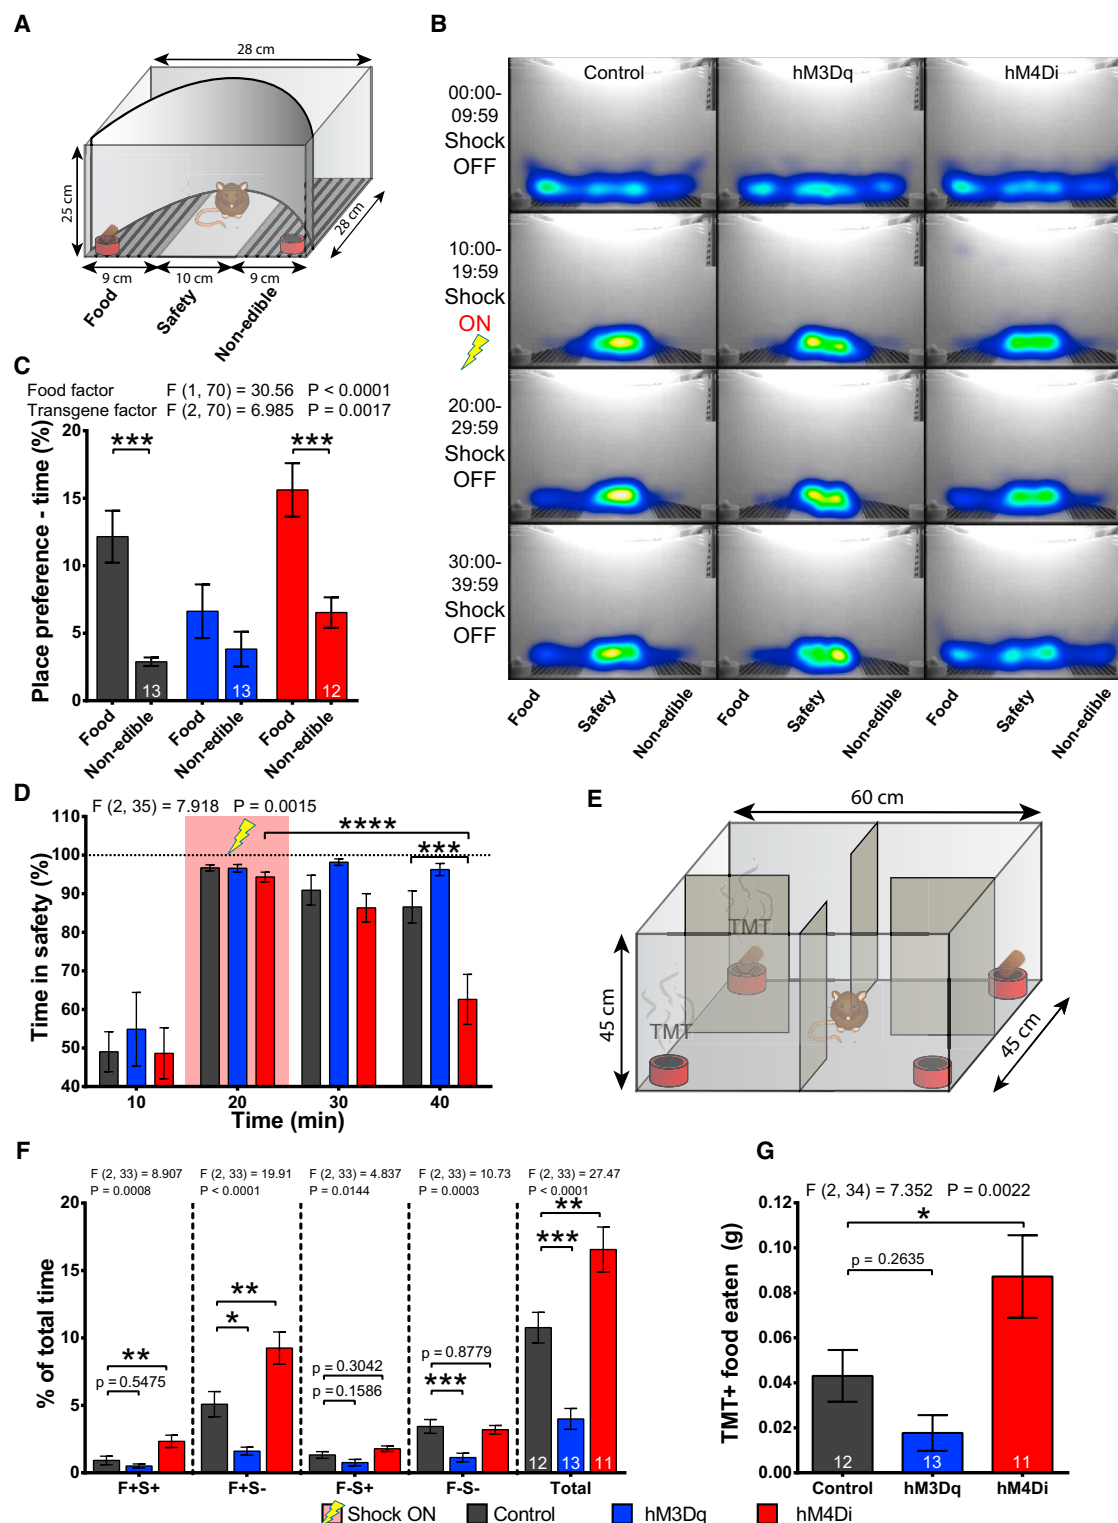 A
28 cm
25 cm
28 cm
9 cm
10 cm
9 cm
Food
Safety
Non-edible
B
Control
hM3Dq
hM4Di
00:00-
09:59
Shock
OFF
10:00-
19:59
Shock
ON
20:00-
29:59
Shock
OFF
30:00-
39:59
Shock
OFF
Food
Safety
Non-edible
Food
Safety
Non-edible
Food
Safety
Non-edible
C
Food factor F (1, 70) = 30.56 P < 0.0001
Transgene factor F (2, 70) = 6.985 P = 0.0017
Place preference - time (%)
20
15
10
5
0
***
***
13
13
12
Food
Non-edible
Food
Non-edible
Food
Non-edible
D
F (2, 35) = 7.918 P = 0.0015
Time in safety (%)
110
100
90
80
70
60
50
40
****
***
10
20
30
40
Time (min)
E
60 cm
45 cm
45 cm
TMT
TMT
F
F (2, 33) = 8.907
P = 0.0008
F (2, 33) = 19.91
P < 0.0001
F (2, 33) = 4.837
P = 0.0144
F (2, 33) = 10.73
P = 0.0003
F (2, 33) = 27.47
P < 0.0001
% of total time
20
15
10
5
0
**
p = 0.5475
**
*
p = 0.3042
p = 0.1586
p = 0.8779
***
**
***
12
13
11
F+S+
F+S-
F-S+
F-S-
Total
G
F (2, 34) = 7.352 P = 0.0022
TMT+ food eaten (g)
0.12
0.10
0.08
0.06
0.04
0.02
0.00
*
p = 0.2635
12
13
11
Control
hM3Dq
hM4Di
Shock ON
Control
hM3Dq
hM4Di